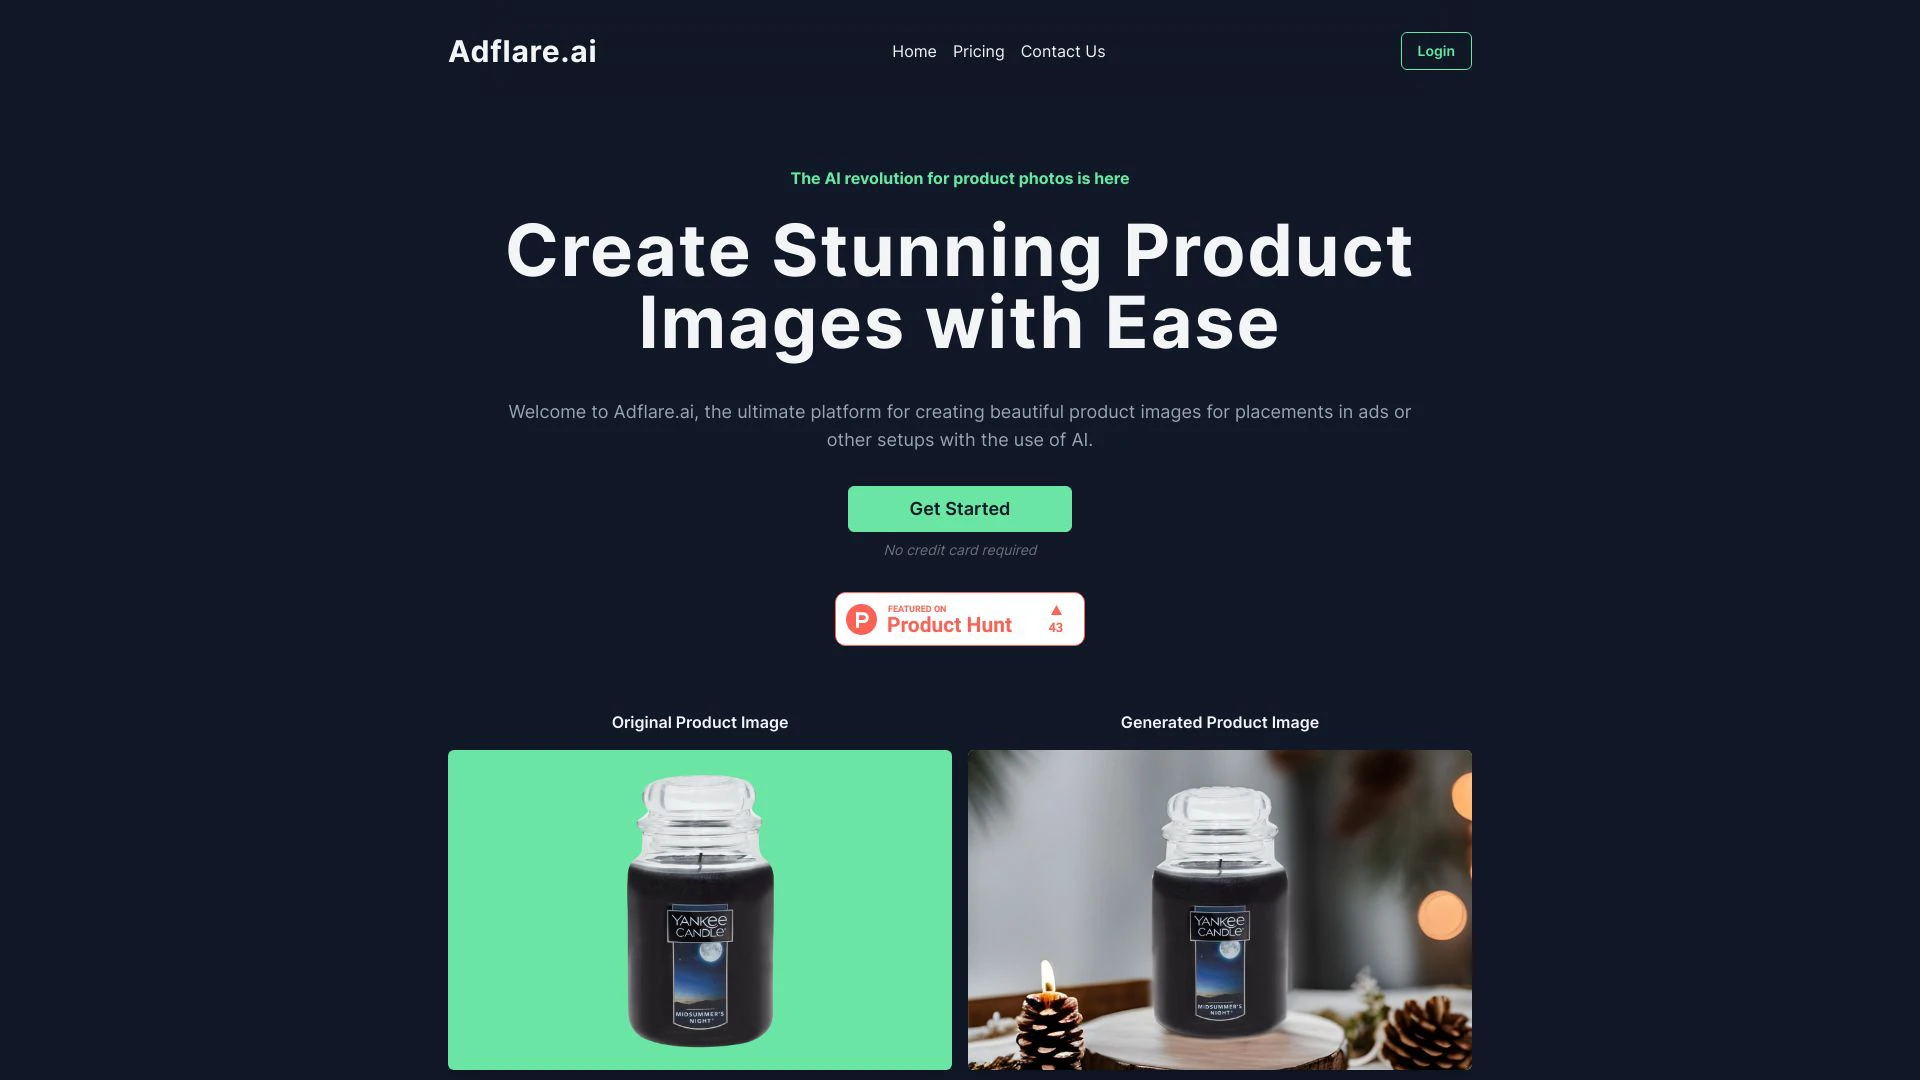 Adflare.ai
Home
Pricing
Contact Us
Login
The AI revolution for product photos is here
Create Stunning Product
Images with Ease
Welcome to Adflare.ai, the ultimate platform for creating beautiful product images for placements in ads or
other setups with the use of AI.
Get Started
No credit card required
FEATURED ON
Product Hunt
43
Original Product Image
Generated Product Image
YANKEE
CANDLE®
MIDSUMMER'S
NIGHT®
YANKEE
CANDLE®
MIDSUMMER'S
NIGHT®